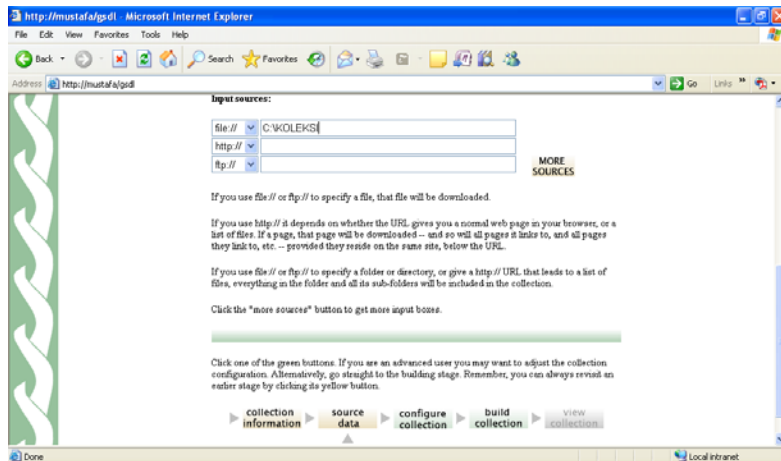 http://mustafa/gsdl - Microsoft Internet Explorer
File Edit View Favorites Tools Help
Back Search Favorites
Address http://mustafa/gsdl Go Links »
Input sources:
file:// C:\KOLEKSI
http://
ftp://
MORE
SOURCES
If you use file:// or ftp:// to specify a file, that file will be downloaded.
If you use http:// it depends on whether the URL gives you a normal web page in your browser, or a
list of files. If a page, that page will be downloaded -- and so will all pages it links to, and all pages
they link to, etc. -- provided they reside on the same site, below the URL.
If you use file:// or ftp:// to specify a folder or directory, or give a http:// URL that leads to a list of
files, everything in the folder and all its sub-folders will be included in the collection.
Click the "more sources" button to get more input boxes.
Click one of the green buttons. If you are an advanced user you may want to adjust the collection
configuration. Alternatively, go straight to the building stage. Remember, you can always revisit an
earlier stage by clicking its yellow button.
collection information
source data
configure collection
build collection
view collection
Done Local intranet